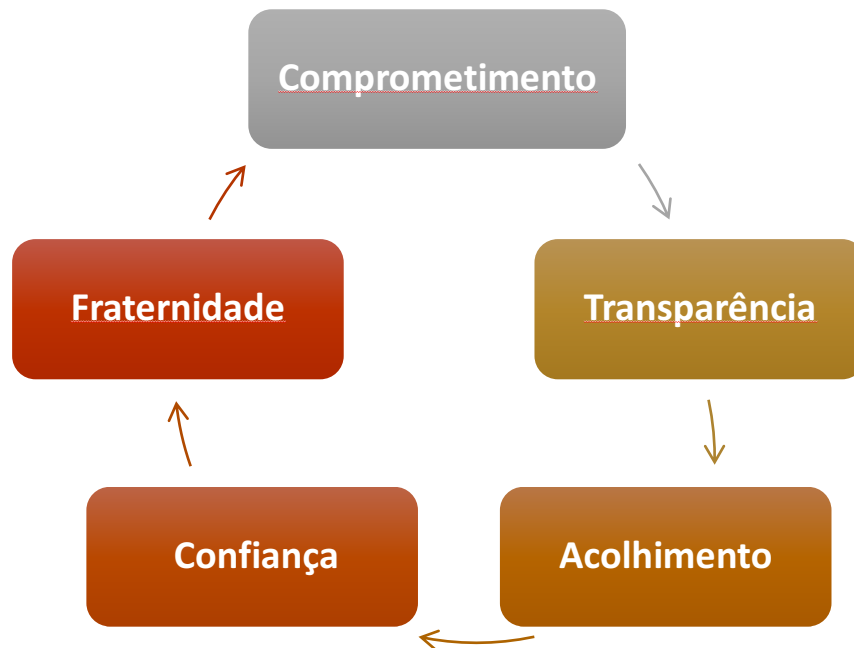 Comprometimento
Fraternidade
Transparência
Confiança
Acolhimento